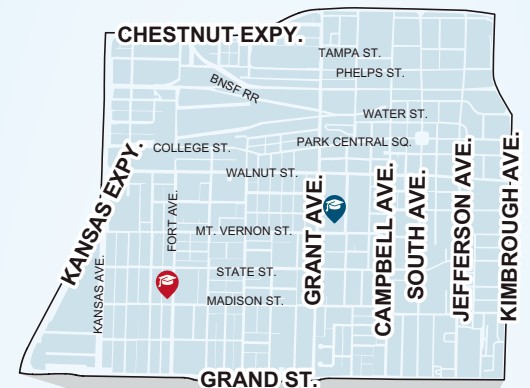 CHESTNUT EXPY.
TAMPA ST.
PHELPS ST.
BNSF RR
WATER ST.
PARK CENTRAL SQ.
COLLEGE ST.
WALNUT ST.
KANSAS EXPY.
FORT AVE.
GRANT AVE.
CAMPBELL AVE.
SOUTH AVE.
JEFFERSON AVE.
KIMBROUGH AVE.
MT. VERNON ST.
KANSAS AVE.
STATE ST.
MADISON ST.
GRAND ST.